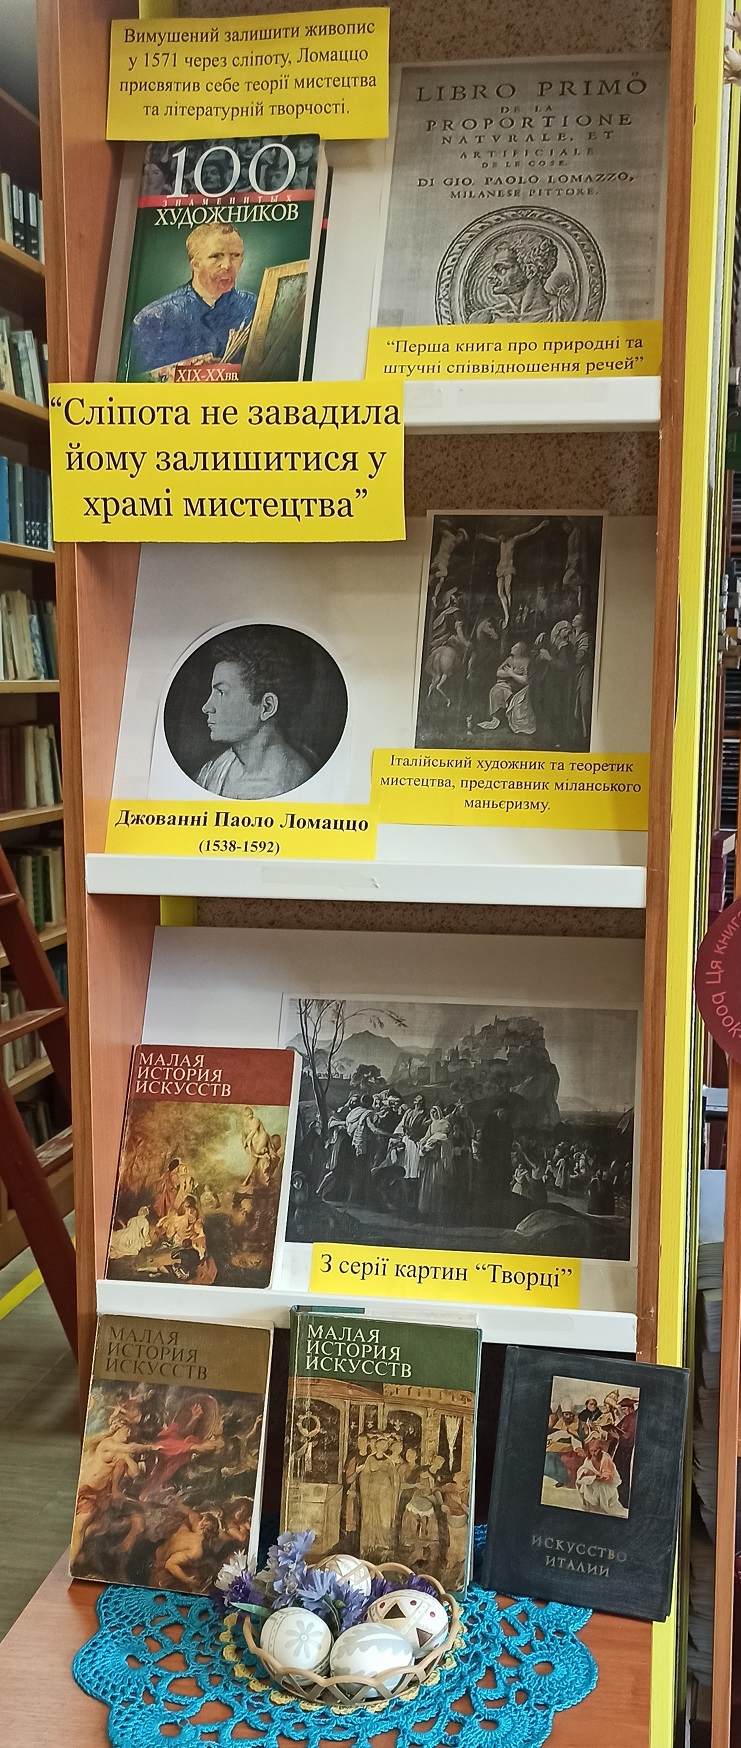 Вимушений залишити живопис
у 1571 через сліпоту, Ломаццо
присвятив себе теорії мистецтва
та літературній творчості.
100
ЗНАМЕНИТЫХ
ХУДОЖНИКОВ
XIX-XX вв.
LIBRO PRIMO
DE LA
PROPORTIONE
NATVRALE, ET
ARTIFICIALE
DE LE COSE.
DI GIO. PAOLO LOMAZZO,
MILANESE PITTORE.
“Перша книга про природні та
штучні співвідношення речей”
“Сліпота не завадила
йому залишитися у
храмі мистецтва”
Джованні Паоло Ломаццо
(1538-1592)
Італійський художник та теоретик
мистецтва, представник міланського
маньєризму.
МАЛАЯ
ИСТОРИЯ
ИСКУССТВ
З серії картин “Творці”
МАЛАЯ
ИСТОРИЯ
ИСКУССТВ
МАЛАЯ
ИСТОРИЯ
ИСКУССТВ
ИСКУССТВО
ИТАЛИИ
Ця книга